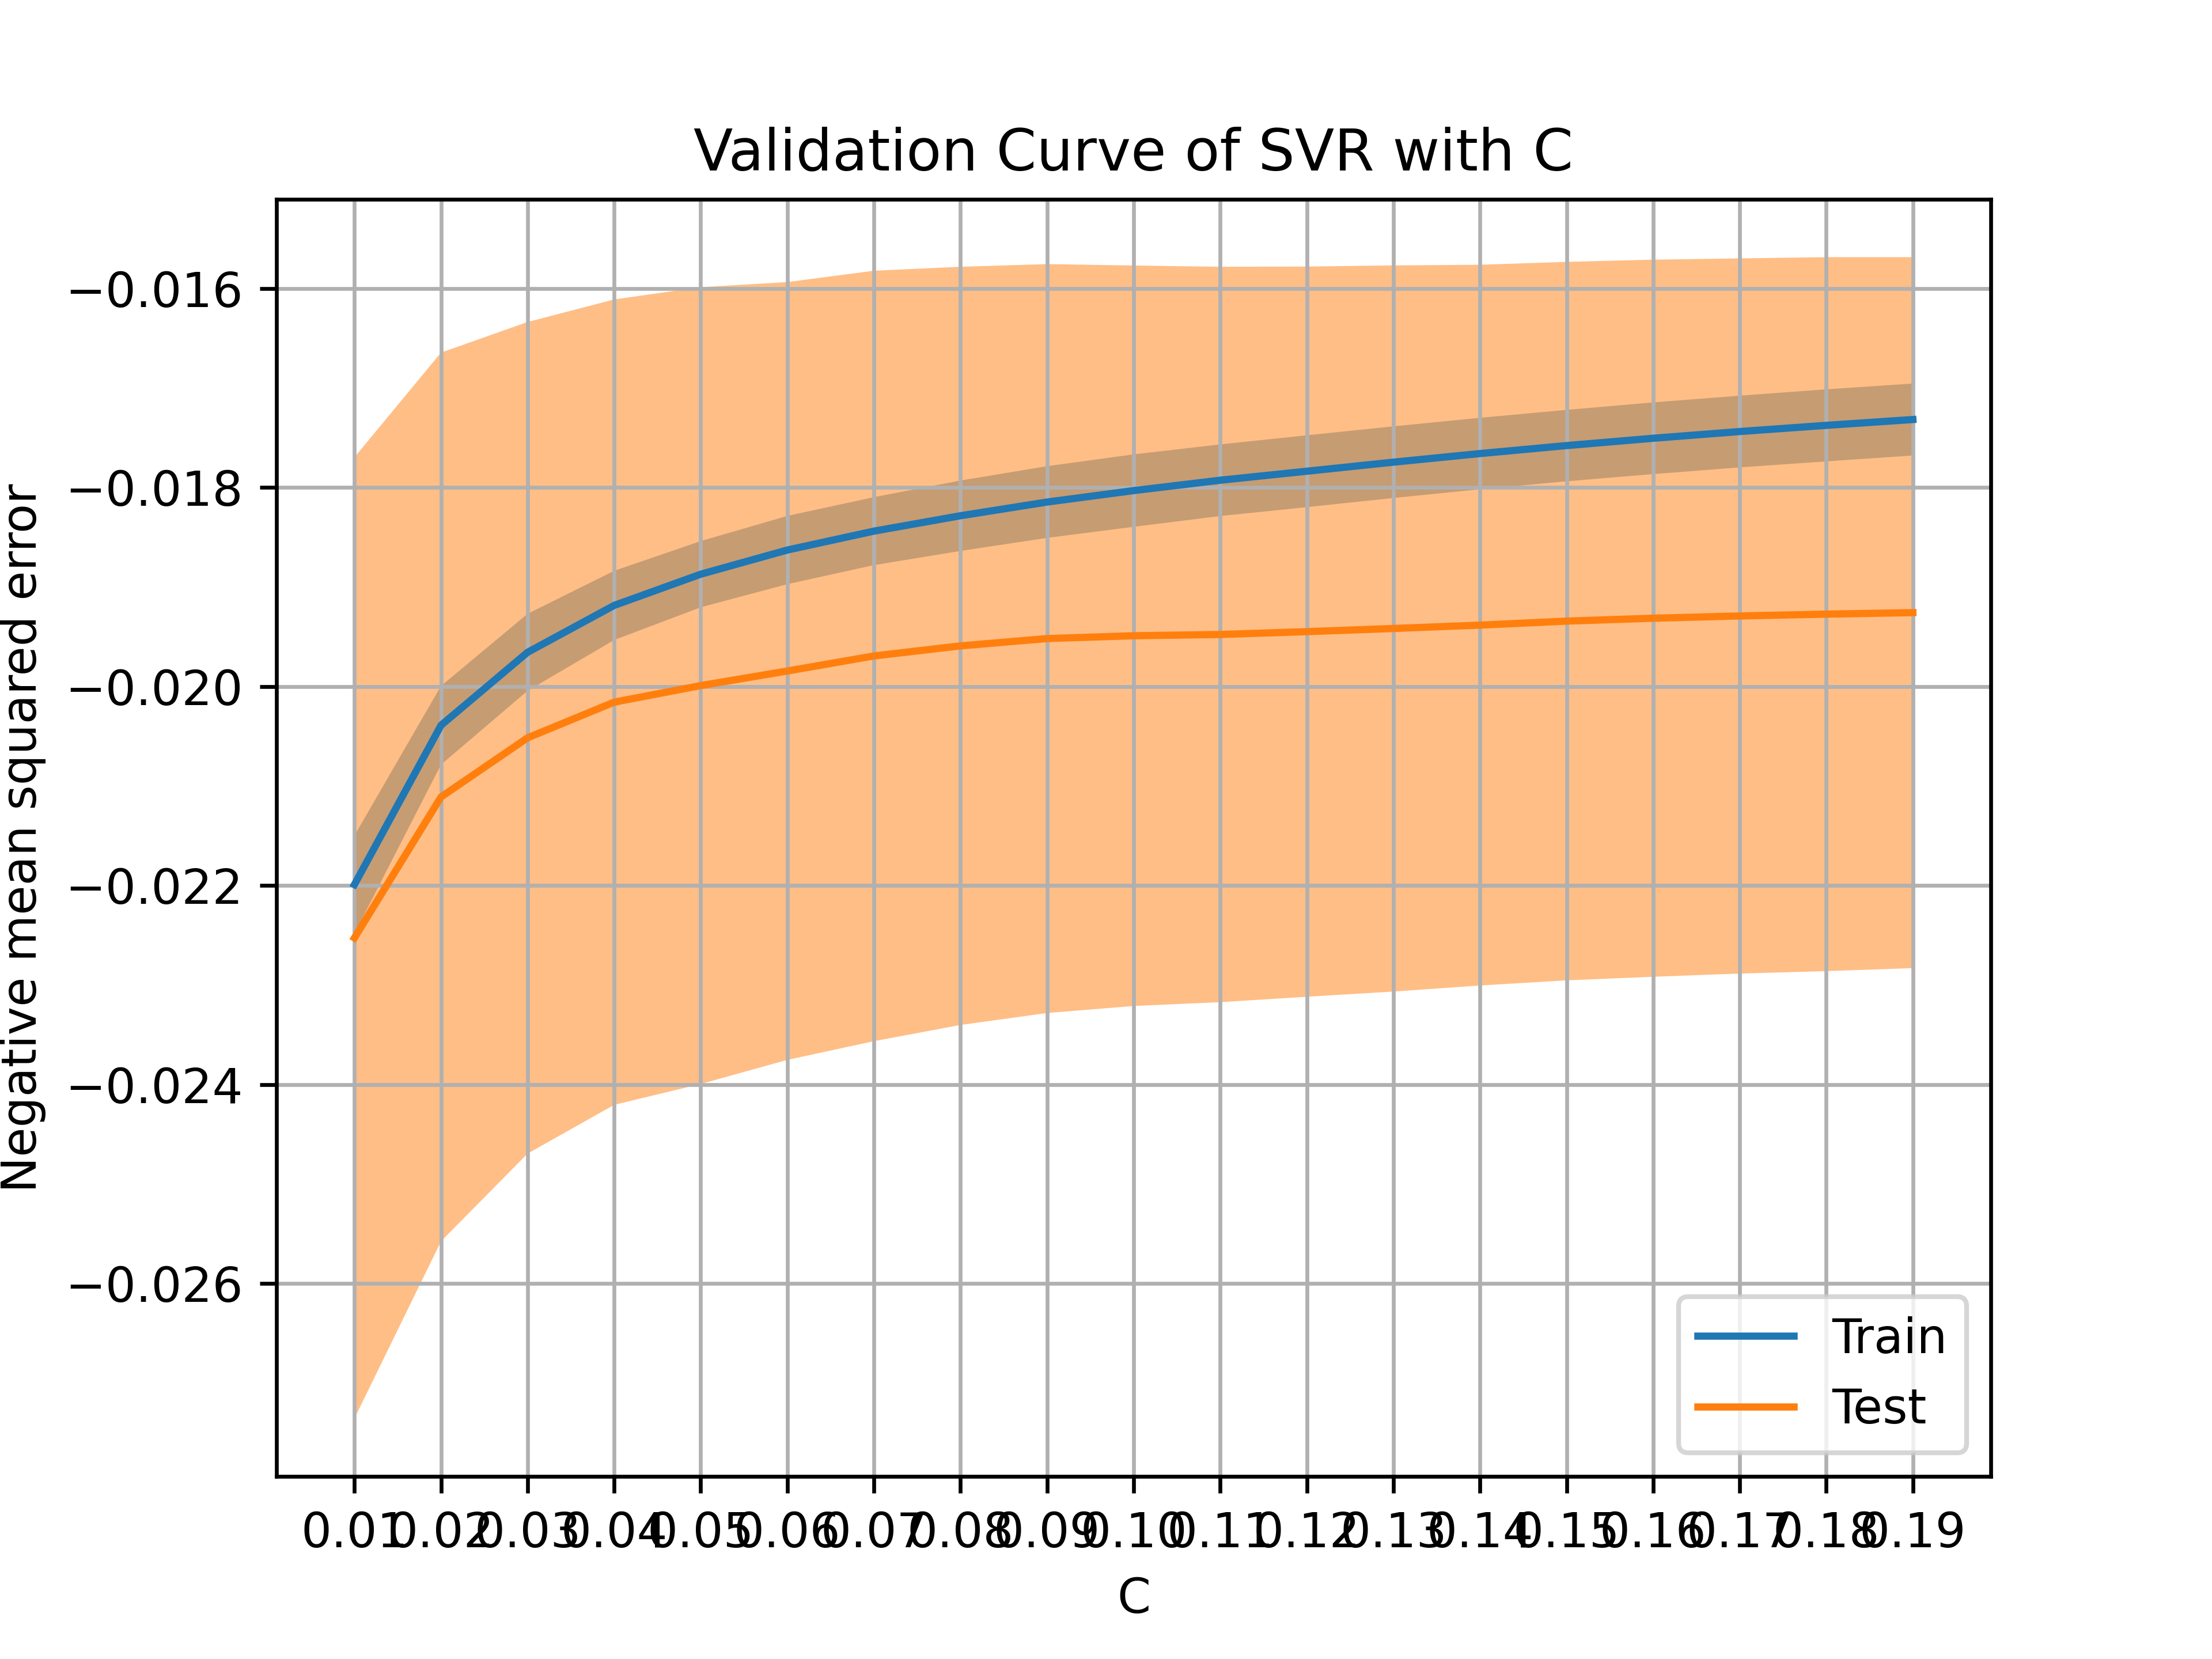 Validation Curve of SVR with C
Negative mean squared error
−0.016
−0.018
−0.020
−0.022
−0.024
−0.026
Train
Test
0.01 0.02 0.03 0.04 0.05 0.06 0.07 0.08 0.09 0.10 0.11 0.12 0.13 0.14 0.15 0.16 0.17 0.18 0.19
C